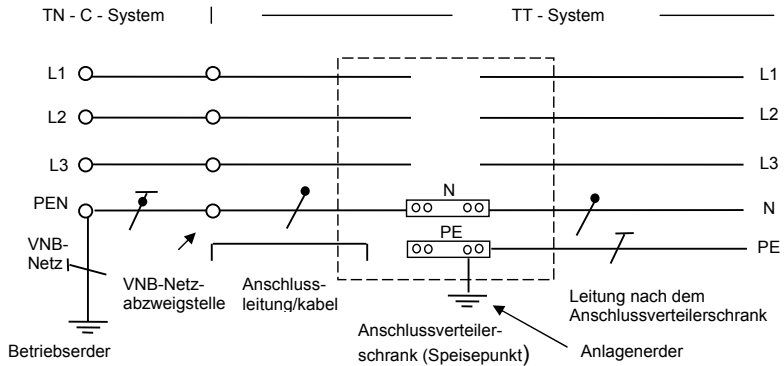 TN - C - System | TT - System
L1 L1
L2 L2
L3 L3
PEN N N
PE PE
VNB-
Netz
VNB-Netz-
abzweigstelle
Anschluss-
leitung/kabel
Leitung nach dem
Anschlussverteilerschrank
Anschlussverteiler-
schrank (Speisepunkt)
Betriebserder
Anlagenerder